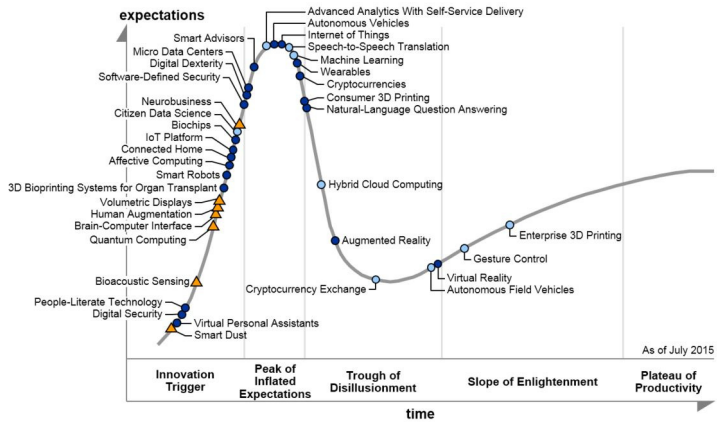 expectations
Advanced Analytics With Self-Service Delivery
Autonomous Vehicles
Internet of Things
Speech-to-Speech Translation
Machine Learning
Wearables
Cryptocurrencies
Consumer 3D Printing
Natural-Language Question Answering
Smart Advisors
Micro Data Centers
Digital Dexterity
Software-Defined Security
Neurobusiness
Citizen Data Science
Biochips
IoT Platform
Connected Home
Affective Computing
Smart Robots
3D Bioprinting Systems for Organ Transplant
Volumetric Displays
Human Augmentation
Brain-Computer Interface
Quantum Computing
Bioacoustic Sensing
People-Literate Technology
Digital Security
Virtual Personal Assistants
Smart Dust
Hybrid Cloud Computing
Augmented Reality
Cryptocurrency Exchange
Enterprise 3D Printing
Gesture Control
Virtual Reality
Autonomous Field Vehicles
As of July 2015
Innovation
Trigger
Peak of
Inflated
Expectations
Trough of
Disillusionment
Slope of Enlightenment
Plateau of
Productivity
time